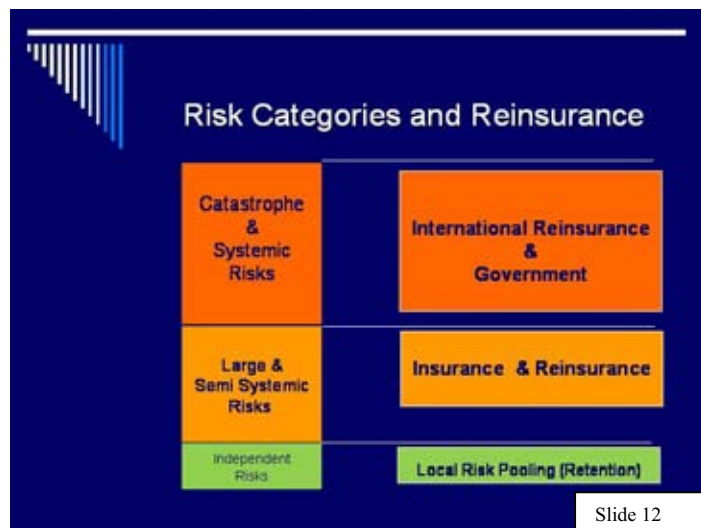 Risk Categories and Reinsurance
Catastrophe
&
Systemic
Risks
International Reinsurance
&
Government
Large &
Semi Systemic
Risks
Insurance & Reinsurance
Independent
Risks
Local Risk Pooling (Retention)
Slide 12